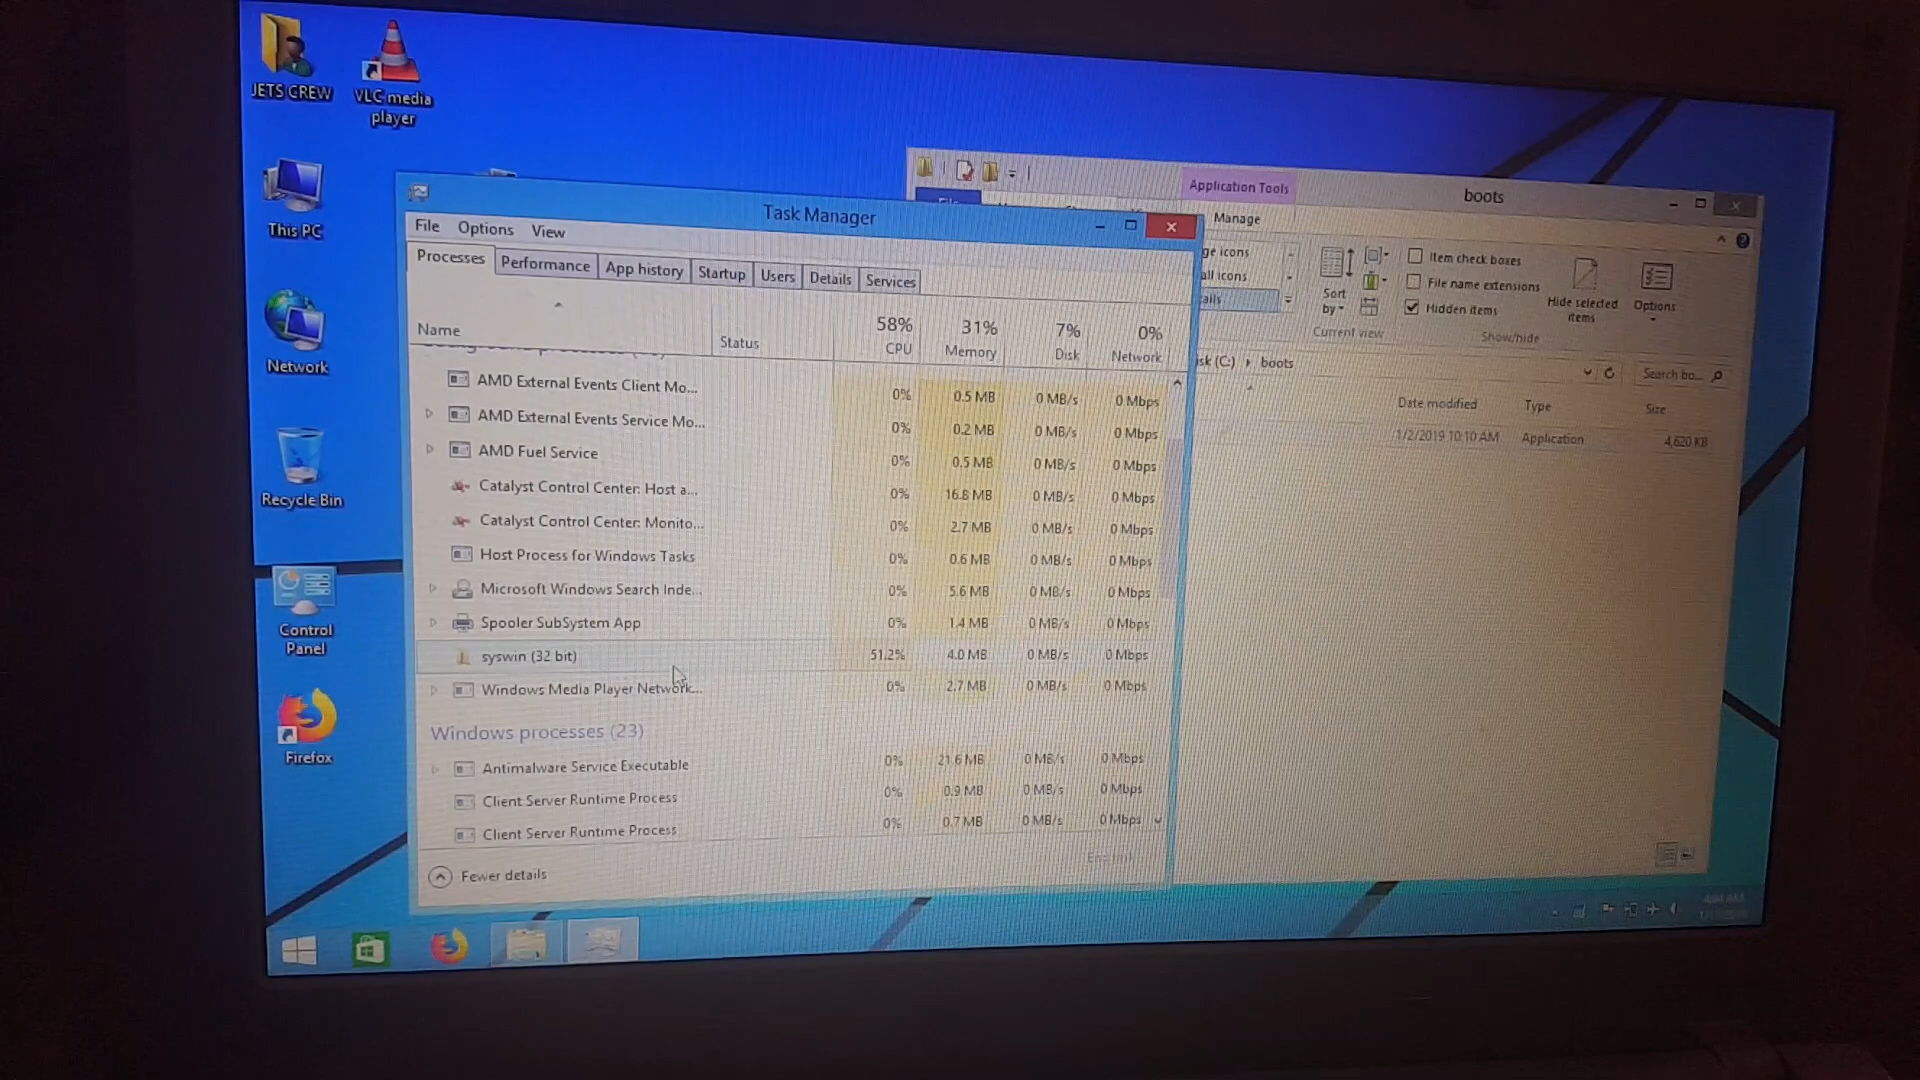 JETS CREW
VLC media
player
This PC
Network
Recycle Bin
Control
Panel
Firefox
Task Manager
File Options View
Processes Performance App history Startup Users Details Services
58% 31% 7% 0%
Name Status CPU Memory Disk Network
AMD External Events Client Mo... 0% 0.5 MB 0 MB/s 0 Mbps
AMD External Events Service Mo... 0% 0.2 MB 0 MB/s 0 Mbps
AMD Fuel Service 0% 0.5 MB 0 MB/s 0 Mbps
Catalyst Control Center: Host a... 0% 16.8 MB 0 MB/s 0 Mbps
Catalyst Control Center: Monito... 0% 2.7 MB 0 MB/s 0 Mbps
Host Process for Windows Tasks 0% 0.6 MB 0 MB/s 0 Mbps
Microsoft Windows Search Inde... 0% 5.6 MB 0 MB/s 0 Mbps
Spooler SubSystem App 0% 1.4 MB 0 MB/s 0 Mbps
syswin (32 bit) 51.2% 4.0 MB 0 MB/s 0 Mbps
Windows Media Player Network... 0% 2.7 MB 0 MB/s 0 Mbps
Windows processes (23)
Antimalware Service Executable 0% 21.6 MB 0 MB/s 0 Mbps
Client Server Runtime Process 0% 0.9 MB 0 MB/s 0 Mbps
Client Server Runtime Process 0% 0.7 MB 0 MB/s 0 Mbps
Fewer details
Application Tools boots
Manage
icons
icons
Item check boxes
File name extensions
Hidden items
Sort
by
Hide selected
items
Options
Current view Show/hide
(C:) boots Search bo...
Date modified Type Size
1/2/2019 10:10 AM Application 4,620 KB